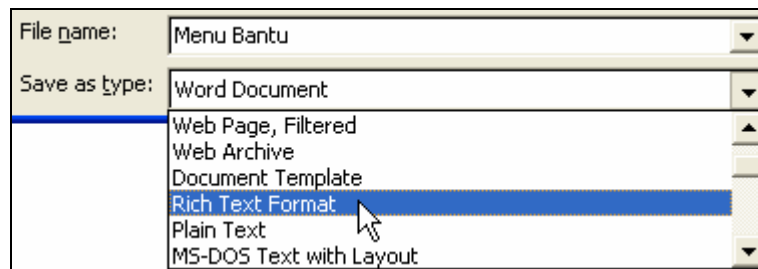 File name: Menu Bantu
Save as type: Word Document
Web Page, Filtered
Web Archive
Document Template
Rich Text Format
Plain Text
MS-DOS Text with Layout